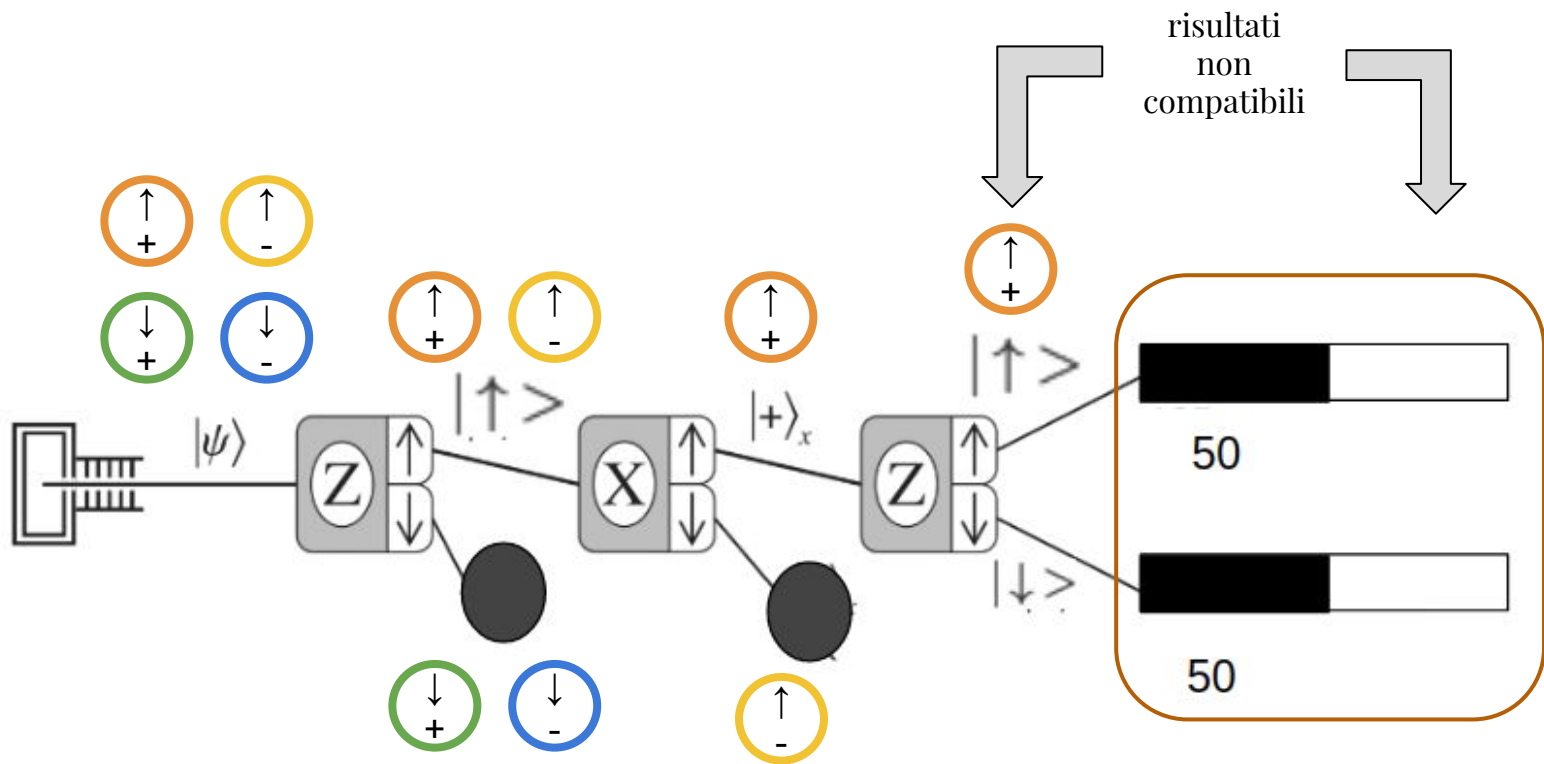 risultati
non
compatibili
↑ ↑
+ -
↑
+
↓ ↓
+ -
↑ ↑
+ -
↑
+
|ψ⟩
|↑>
|+⟩x
|↑>
Z ↑ ↓
X ↑ ↓
Z ↑ ↓
50
|↓>
50
↓ ↓
+ -
↑
-